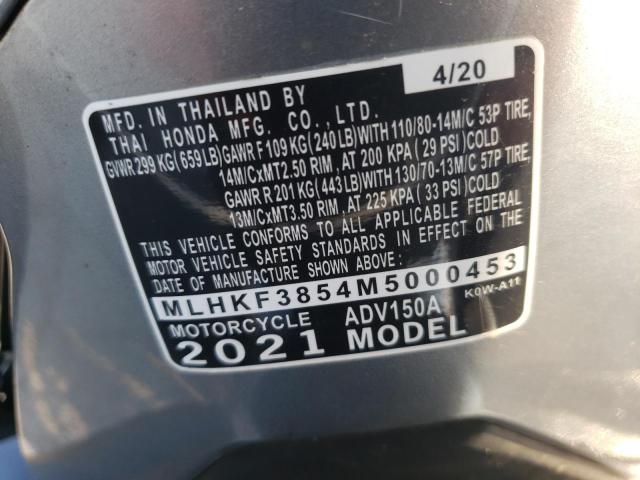 4/20
MFD. IN THAILAND BY
THAI HONDA MFG. CO., LTD.
GVWR 299 KG(659 LB)GAWR F 109 KG(240 LB)WITH 110/80-14M/C 53P TIRE,
14M/CxMT2.50 RIM, AT 200 KPA (29 PSI)COLD
GAWR R 201 KG(443 LB)WITH 130/70-13M/C 57P TIRE,
13M/CxMT3.50 RIM, AT 225 KPA (33 PSI)COLD
THIS VEHICLE CONFORMS TO ALL APPLICABLE FEDERAL
MOTOR VEHICLE SAFETY STANDARDS IN EFFECT ON THE
DATE OF MANUFACTURE SHOWN ABOVE.
MLHKF3854M5000453
K0W-A11
MOTORCYCLE ADV150A
2021 MODEL